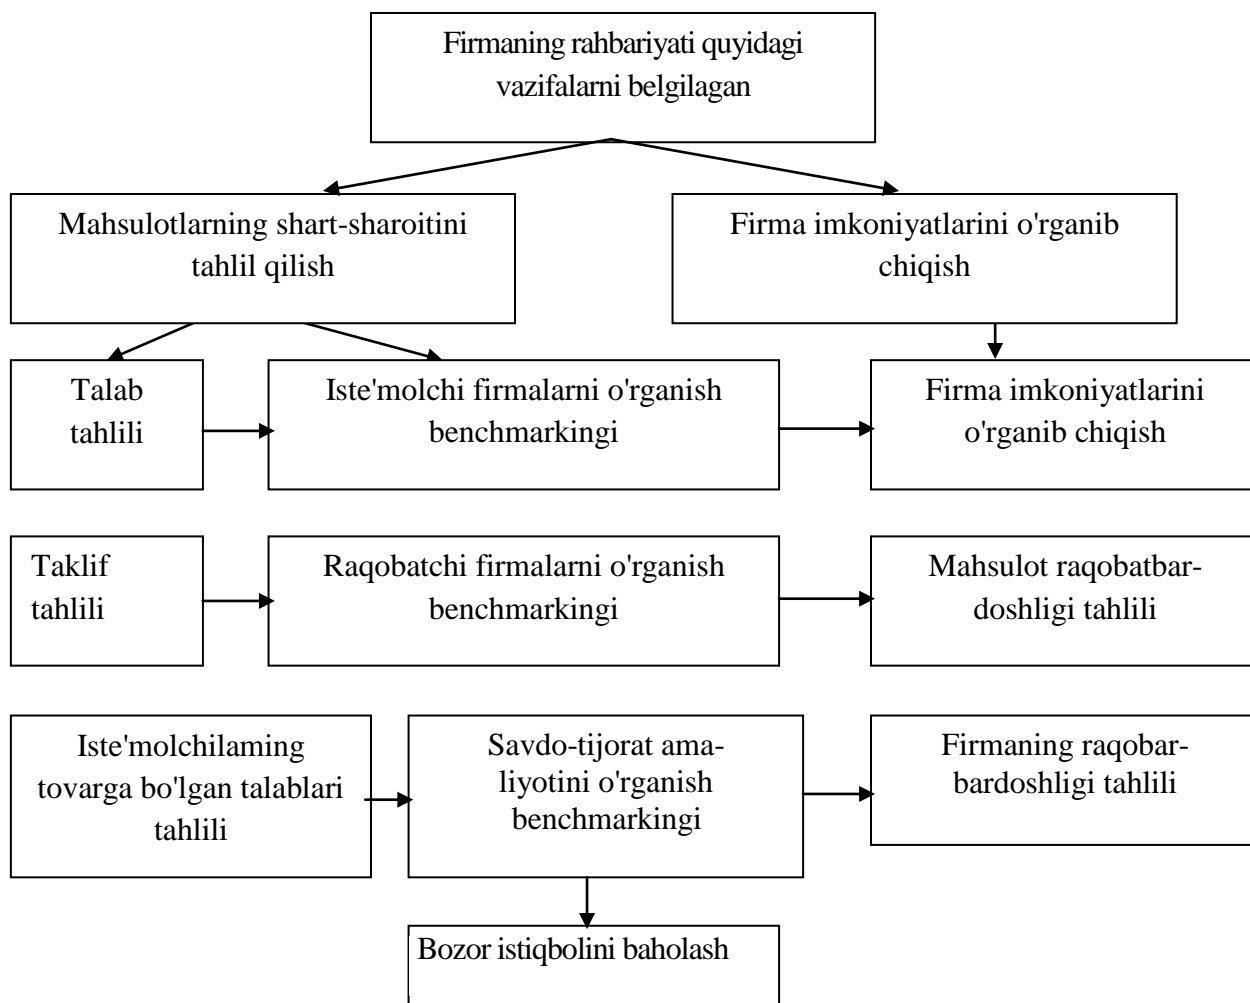 Firmaning rahbariyati quyidagi
vazifalarni belgilagan
Mahsulotlarning shart-sharoitini
tahlil qilish
Firma imkoniyatlarini o'rganib
chiqish
Talab
tahlili
Iste'molchi firmalarni o'rganish
benchmarkingi
Firma imkoniyatlarini
o'rganib chiqish
Taklif
tahlili
Raqobatchi firmalarni o'rganish
benchmarkingi
Mahsulot raqobatbar-
doshligi tahlili
Iste'molchilaming
tovarga bo'lgan talablari
tahlili
Savdo-tijorat ama-
liyotini o'rganish
benchmarkingi
Firmaning raqobar-
bardoshligi tahlili
Bozor istiqbolini baholash